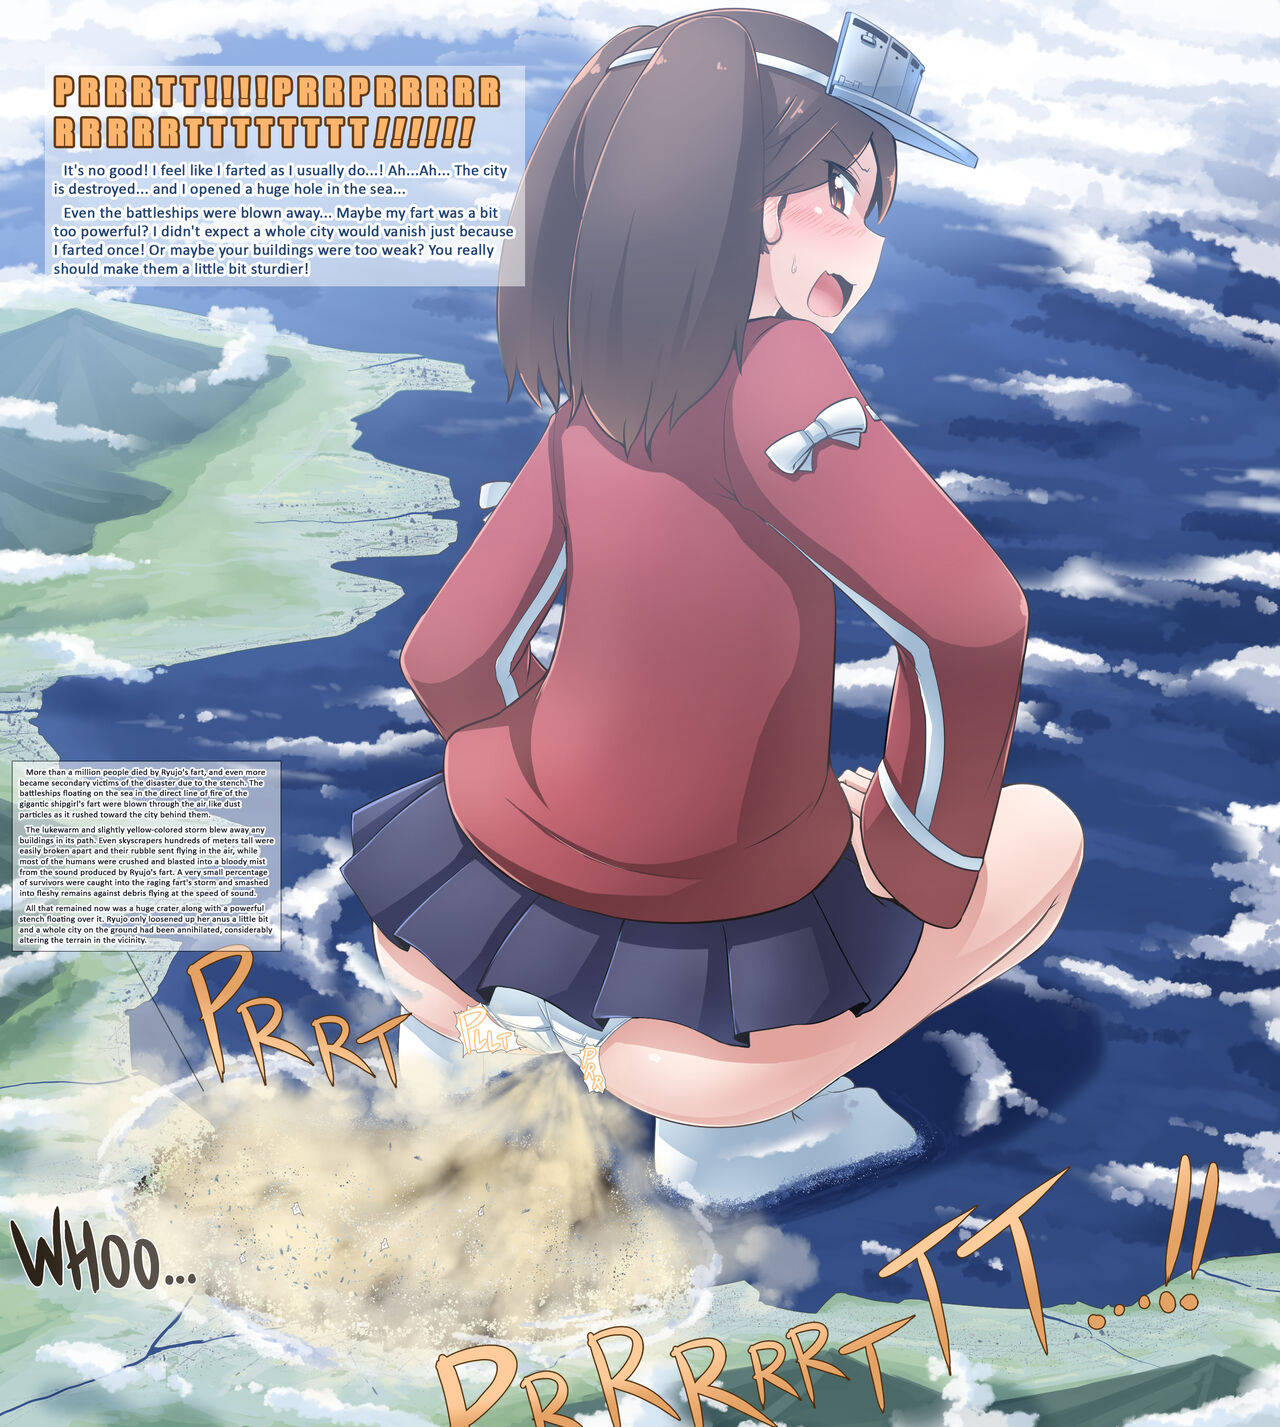 PRRRTT!!!!PRRPRRRRR
RRRRRTTTTTTTT!!!!!!
It's no good! I feel like I farted as I usually do...! Ah...Ah... The city
is destroyed... and I opened a huge hole in the sea...
Even the battleships were blown away... Maybe my fart was a bit
too powerful? I didn't expect a whole city would vanish just because
I farted once! Or maybe your buildings were too weak? You really
should make them a little bit sturdier!
More than a million people died by Ryujo's fart, and even more
became secondary victims of the disaster due to the stench. The
battleships floating on the sea in the direct line of fire of the
gigantic shipgirl's fart were blown through the air like dust
particles as it rushed toward the city behind them.
The lukewarm and slightly yellow-colored storm blew away any
buildings in its path. Even skyscrapers hundreds of meters tall were
easily broken apart and their rubble sent flying in the air, while
most of the humans were crushed and blasted into a bloody mist
from the sound produced by Ryujo's fart. A very small percentage
of survivors were caught into the raging fart's storm and smashed
into fleshy remains against debris flying at the speed of sound.
All that remained now was a huge crater along with a powerful
stench floating over it. Ryujo only loosened up her anus a little bit
and a whole city on the ground had been annihilated, considerably
altering the terrain in the vicinity.
PRRT
PLLT
PRR
WHOO...
PRRRRRTTTT.....!!